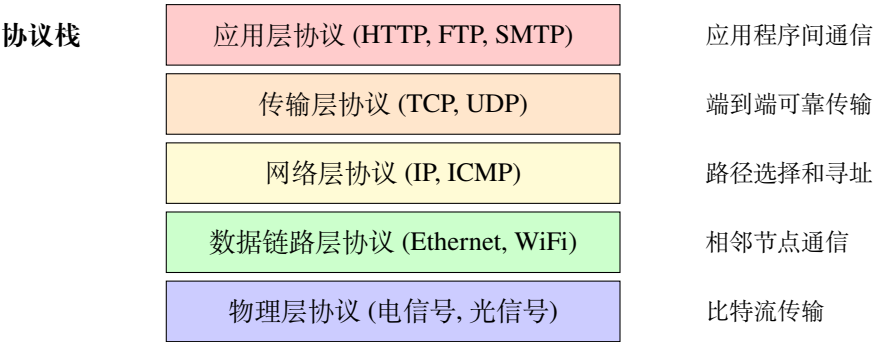 协议栈 应用层协议 (HTTP, FTP, SMTP) 应用程序间通信
传输层协议 (TCP, UDP) 端到端可靠传输
网络层协议 (IP, ICMP) 路径选择和寻址
数据链路层协议 (Ethernet, WiFi) 相邻节点通信
物理层协议 (电信号, 光信号) 比特流传输